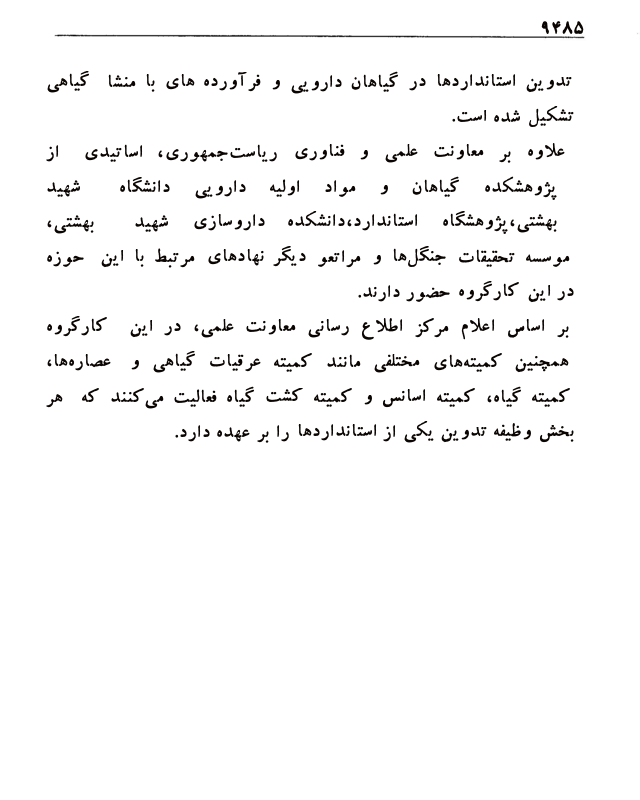 ۹۴۸۵
تدوین استانداردها در گیاهان دارویی و فرآورده های با منشا گیاهی
تشکیل شده است.
علاوه بر معاونت علمی و فناوری ریاست‌جمهوری، اساتیدی از
پژوهشکده گیاهان و مواد اولیه دارویی دانشگاه شهید
بهشتی،پژوهشگاه استاندارد،دانشکده داروسازی شهید بهشتی،
موسسه تحقیقات جنگل‌ها و مراتعو دیگر نهادهای مرتبط با این حوزه
در این کارگروه حضور دارند.
بر اساس اعلام مرکز اطلاع رسانی معاونت علمی، در این کارگروه
همچنین کمیته‌های مختلفی مانند کمیته عرقیات گیاهی و عصاره‌ها،
کمیته گیاه، کمیته اسانس و کمیته کشت گیاه فعالیت می‌کنند که هر
بخش وظیفه تدوین یکی از استانداردها را بر عهده دارد.